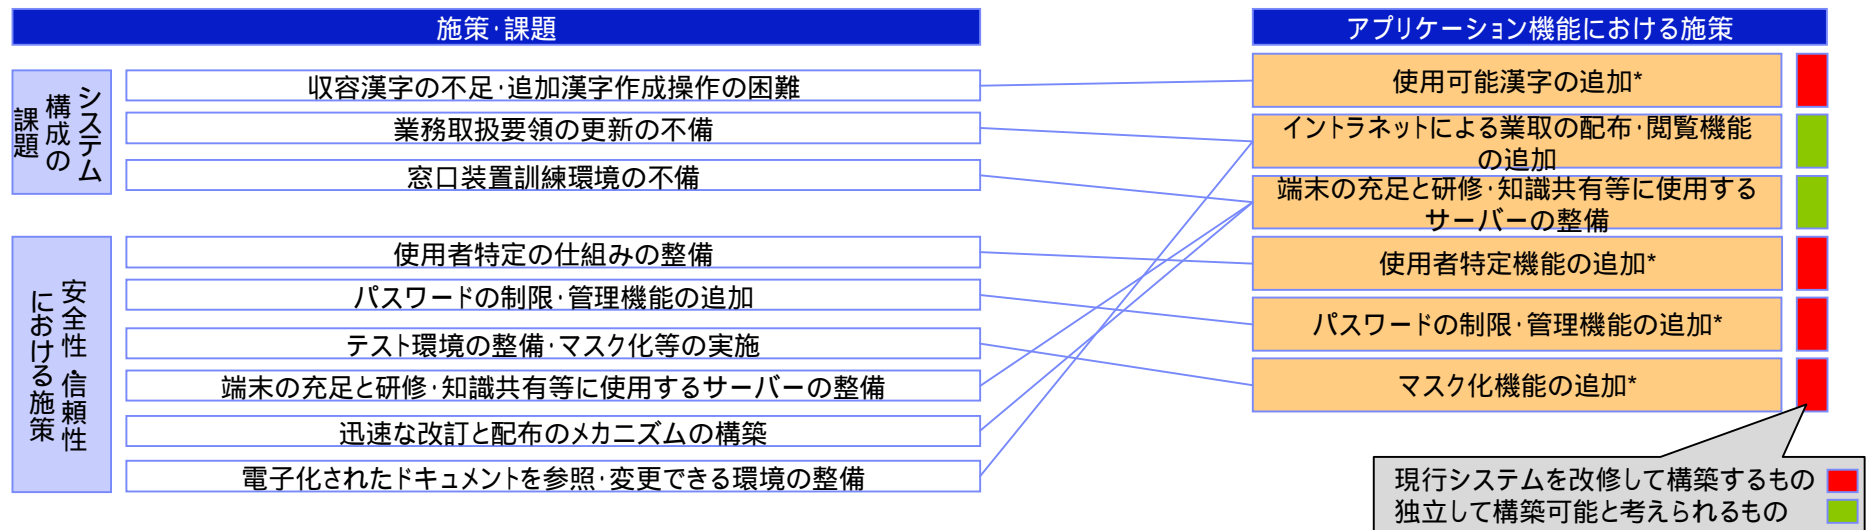 施策･課題
システム
構成の
課題
収容漢字の不足･追加漢字作成操作の困難
業務取扱要領の更新の不備
窓口装置訓練環境の不備
安全性・信頼性
における施策
使用者特定の仕組みの整備
パスワードの制限･管理機能の追加
テスト環境の整備･マスク化等の実施
端末の充足と研修･知識共有等に使用するサーバーの整備
迅速な改訂と配布のメカニズムの構築
電子化されたドキュメントを参照･変更できる環境の整備
アプリケーション機能における施策
使用可能漢字の追加*
イントラネットによる業取の配布･閲覧機能
の追加
端末の充足と研修･知識共有等に使用する
サーバーの整備
使用者特定機能の追加*
パスワードの制限･管理機能の追加*
マスク化機能の追加*
現行システムを改修して構築するもの
独立して構築可能と考えられるもの